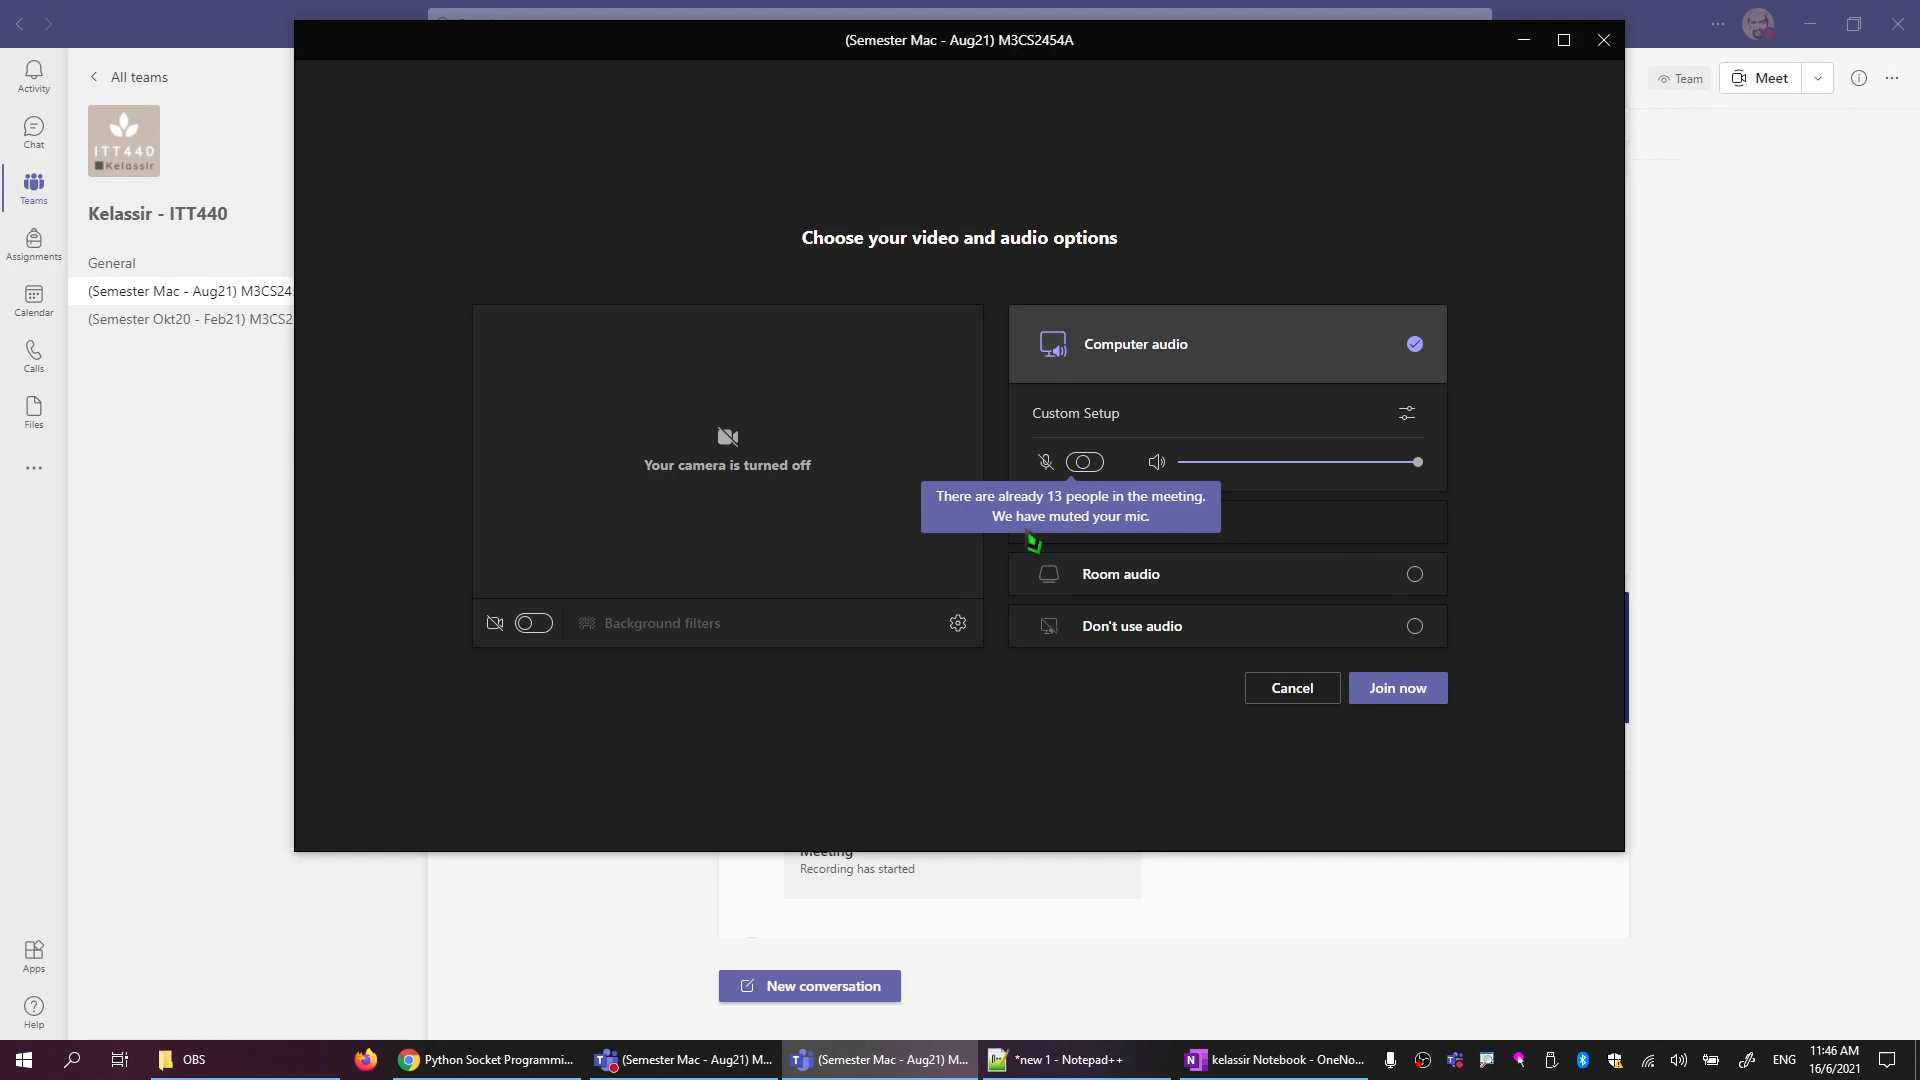 (Semester Mac - Aug21) M3CS2454A
Activity
Chat
Teams
Assignments
Calendar
Calls
Files
Apps
Help
All teams
ITT440
Kelassir
Kelassir - ITT440
General
(Semester Mac - Aug21) M3CS24
(Semester Okt20 - Feb21) M3CS2
Team
Meet
Choose your video and audio options
Your camera is turned off
Background filters
Computer audio
Custom Setup
There are already 13 people in the meeting.
We have muted your mic.
Room audio
Don't use audio
Cancel
Join now
Meeting
Recording has started
New conversation
OBS
Python Socket Programmi...
(Semester Mac - Aug21) M...
(Semester Mac - Aug21) M...
*new 1 - Notepad++
kelassir Notebook - OneNo...
ENG
11:46 AM
16/6/2021